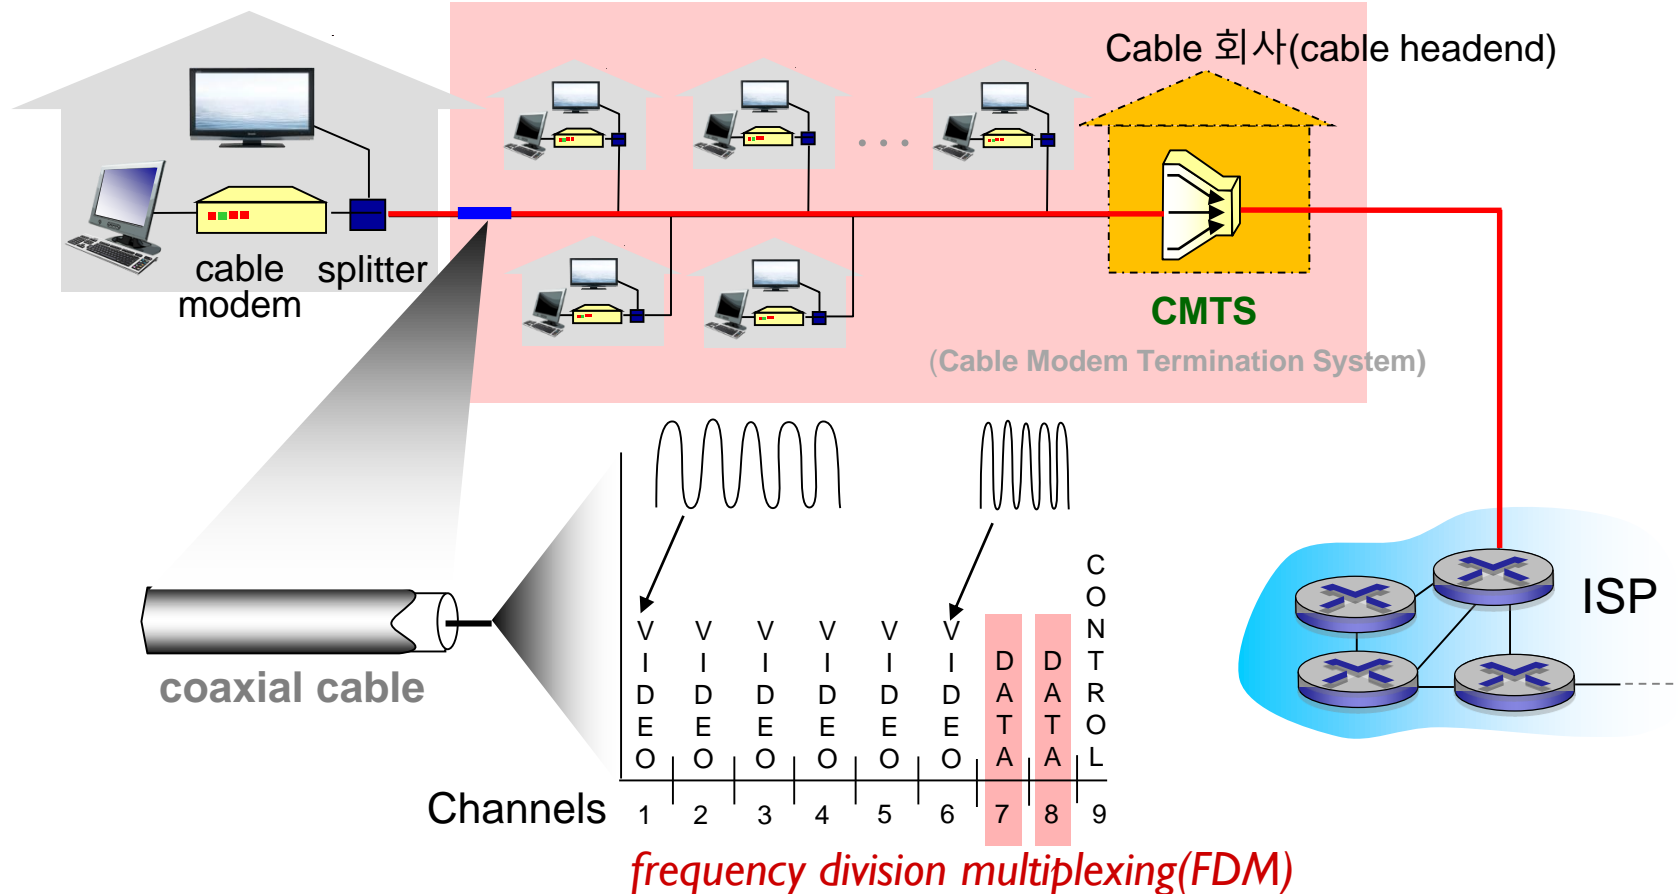 Cable 회사(cable headend)
cable
modem
splitter
CMTS
(Cable Modem Termination System)
ISP
coaxial cable
VIDEO
VIDEO
VIDEO
VIDEO
VIDEO
VIDEO
DATA
DATA
CONTROL
Channels 1 2 3 4 5 6 7 8 9
frequency division multiplexing(FDM)